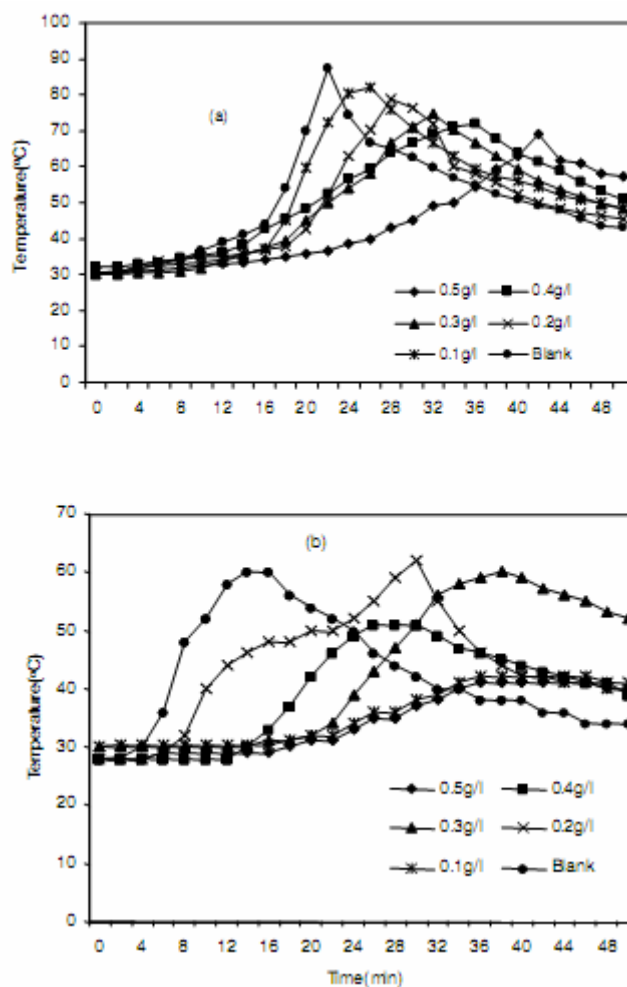 100
90
80
70
60
50
40
30
20
10
0
Temperature(ºC)
(a)
0.5g/l 0.4g/l
0.3g/l 0.2g/l
0.1g/l Blank
0 4 8 12 16 20 24 28 32 36 40 44 48
70
60
50
40
30
20
10
0
Temperature(ºC)
(b)
0.5g/l 0.4g/l
0.3g/l 0.2g/l
0.1g/l Blank
0 4 8 12 16 20 24 28 32 36 40 44 48
Time(min)